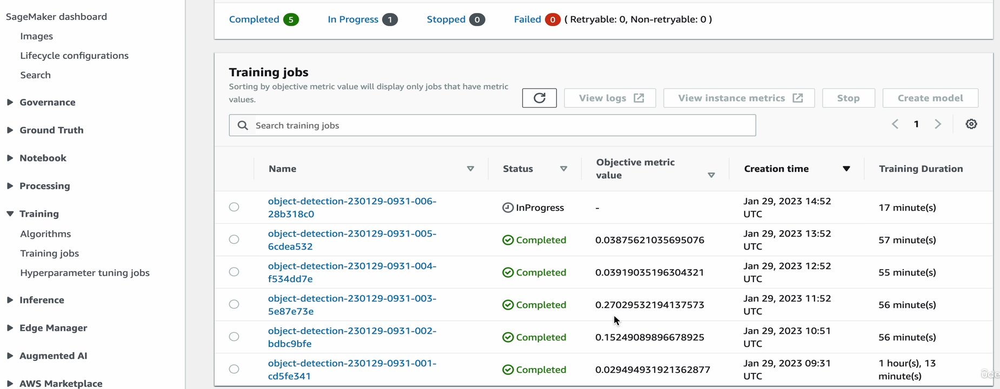 SageMaker dashboard
Images
Lifecycle configurations
Search
Governance
Ground Truth
Notebook
Processing
Training
Algorithms
Training jobs
Hyperparameter tuning jobs
Inference
Edge Manager
Augmented AI
AWS Marketplace
Completed 5 In Progress 1 Stopped 0 Failed 0 ( Retryable: 0, Non-retryable: 0 )
Training jobs
Sorting by objective metric value will display only jobs that have metric
values.
View logs View instance metrics Stop Create model
Search training jobs
1
Name Status Objective metric value Creation time Training Duration
object-detection-230129-0931-006- InProgress - Jan 29, 2023 14:52 17 minute(s)
28b318c0 UTC
object-detection-230129-0931-005- Completed 0.03875621035695076 Jan 29, 2023 13:52 57 minute(s)
6cdea532 UTC
object-detection-230129-0931-004- Completed 0.03919035196304321 Jan 29, 2023 12:52 55 minute(s)
f534dd7e UTC
object-detection-230129-0931-003- Completed 0.27029532194137573 Jan 29, 2023 11:52 56 minute(s)
5e87e73e UTC
object-detection-230129-0931-002- Completed 0.15249089896678925 Jan 29, 2023 10:51 56 minute(s)
bdbc9bfe UTC
object-detection-230129-0931-001- Completed 0.029494931921362877 Jan 29, 2023 09:31 1 hour(s), 13
cd5fe341 UTC minute(s)